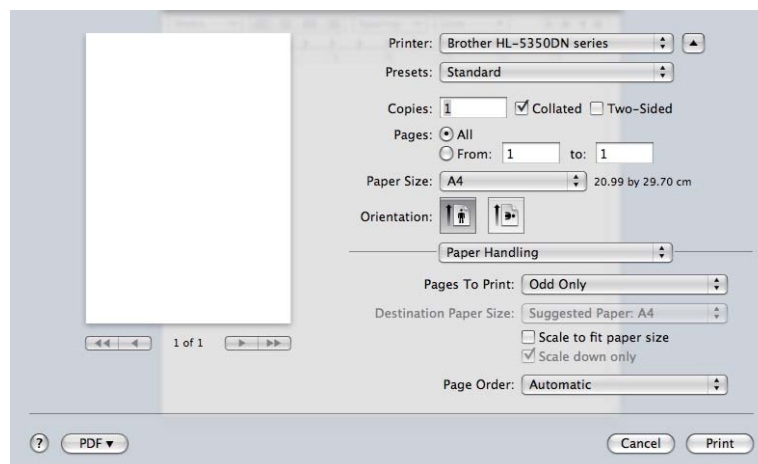 Printer: Brother HL-5350DN series
Presets: Standard
Copies: 1 Collated Two-Sided
Pages: All
From: 1 to: 1
Paper Size: A4 20.99 by 29.70 cm
Orientation:
Paper Handling
Pages To Print: Odd Only
Destination Paper Size: Suggested Paper: A4
Scale to fit paper size
1 of 1
Scale down only
Page Order: Automatic
? PDF Cancel Print